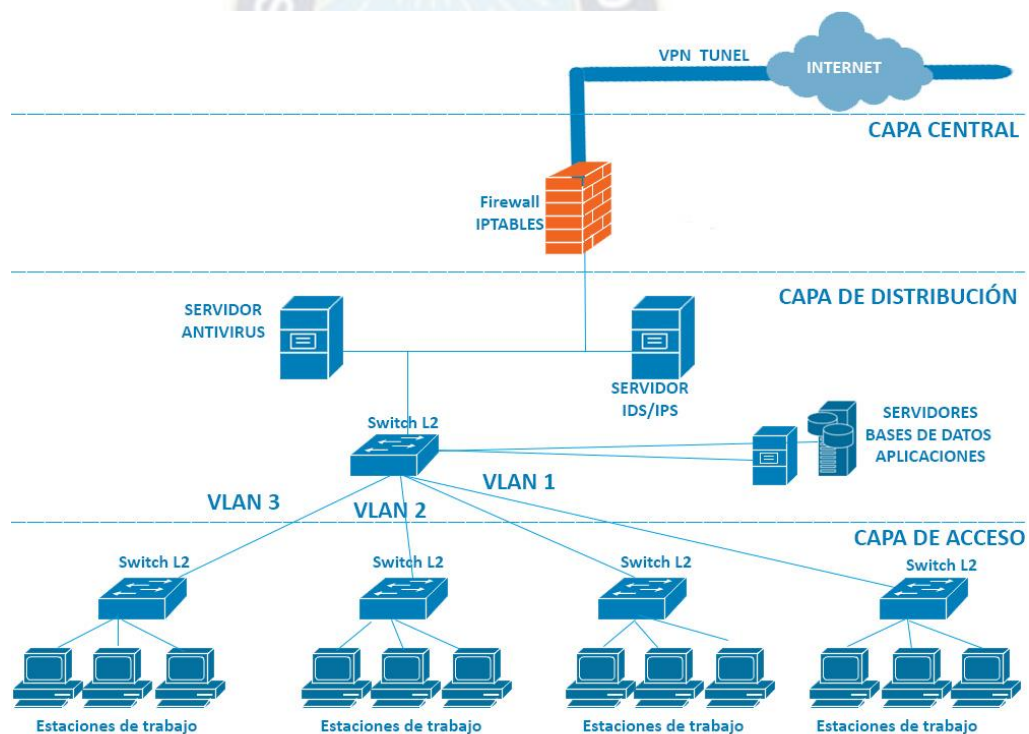 VPN TUNEL
INTERNET
CAPA CENTRAL
Firewall
IPTABLES
CAPA DE DISTRIBUCIÓN
SERVIDOR
ANTIVIRUS
SERVIDOR
IDS/IPS
Switch L2
SERVIDORES
BASES DE DATOS
APLICACIONES
VLAN 3
VLAN 2
VLAN 1
CAPA DE ACCESO
Switch L2
Switch L2
Switch L2
Switch L2
Estaciones de trabajo
Estaciones de trabajo
Estaciones de trabajo
Estaciones de trabajo